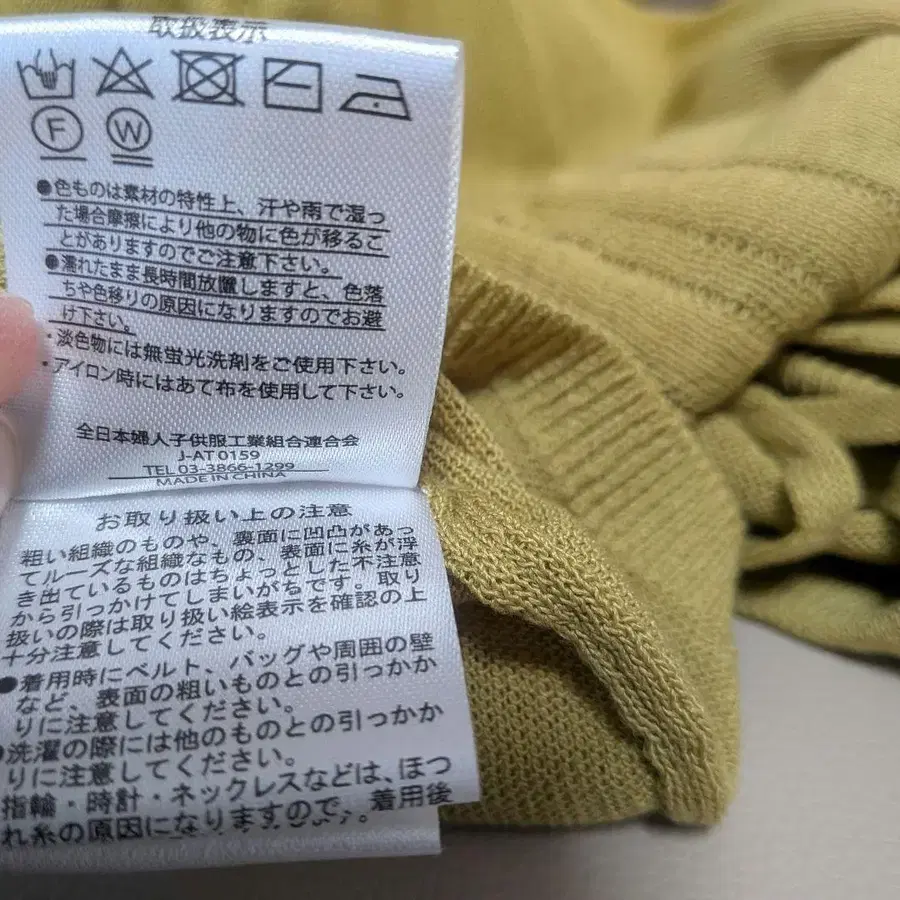 取扱表示
F W
●色ものは素材の特性上、汗や雨で湿っ
た場合摩擦により他の物に色が移るこ
とがありますのでご注意下さい。
●濡れたまま長時間放置しますと、色落
ちや色移りの原因になりますのでお避
け下さい。
・淡色物には無蛍光洗剤をご使用下さい。
・アイロン時にはあて布を使用して下さい。
全日本婦人子供服工業組合連合会
J-AT 0159
TEL 03-3866-1299
MADE IN CHINA
お取り扱い上の注意
粗い組織のものや、裏面に凹凸があっ
てルーズな組織なもの、表面に糸が浮
き出ているものはちょっとした不注意
から引っかけてしまいがちです。取り
扱いの際は取り扱い絵表示を確認の上
十分注意してください。
●着用時にベルト、バッグや周囲の壁
など、表面の粗いものとの引っかか
りに注意してください。
●洗濯の際には他のものとの引っかか
りに注意してください。
指輪・時計・ネックレスなどは、ほつ
れ糸の原因になりますので、着用後